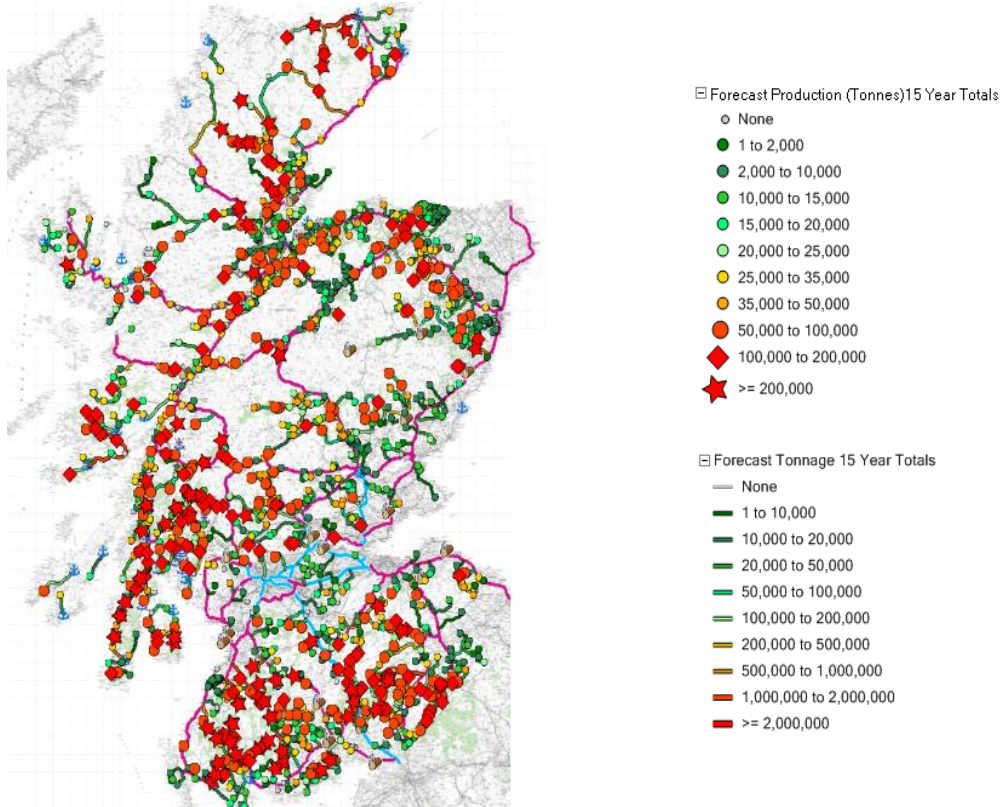 Forecast Production (Tonnes)15 Year Totals
None
1 to 2,000
2,000 to 10,000
10,000 to 15,000
15,000 to 20,000
20,000 to 25,000
25,000 to 35,000
35,000 to 50,000
50,000 to 100,000
100,000 to 200,000
>= 200,000
Forecast Tonnage 15 Year Totals
None
1 to 10,000
10,000 to 20,000
20,000 to 50,000
50,000 to 100,000
100,000 to 200,000
200,000 to 500,000
500,000 to 1,000,000
1,000,000 to 2,000,000
>= 2,000,000